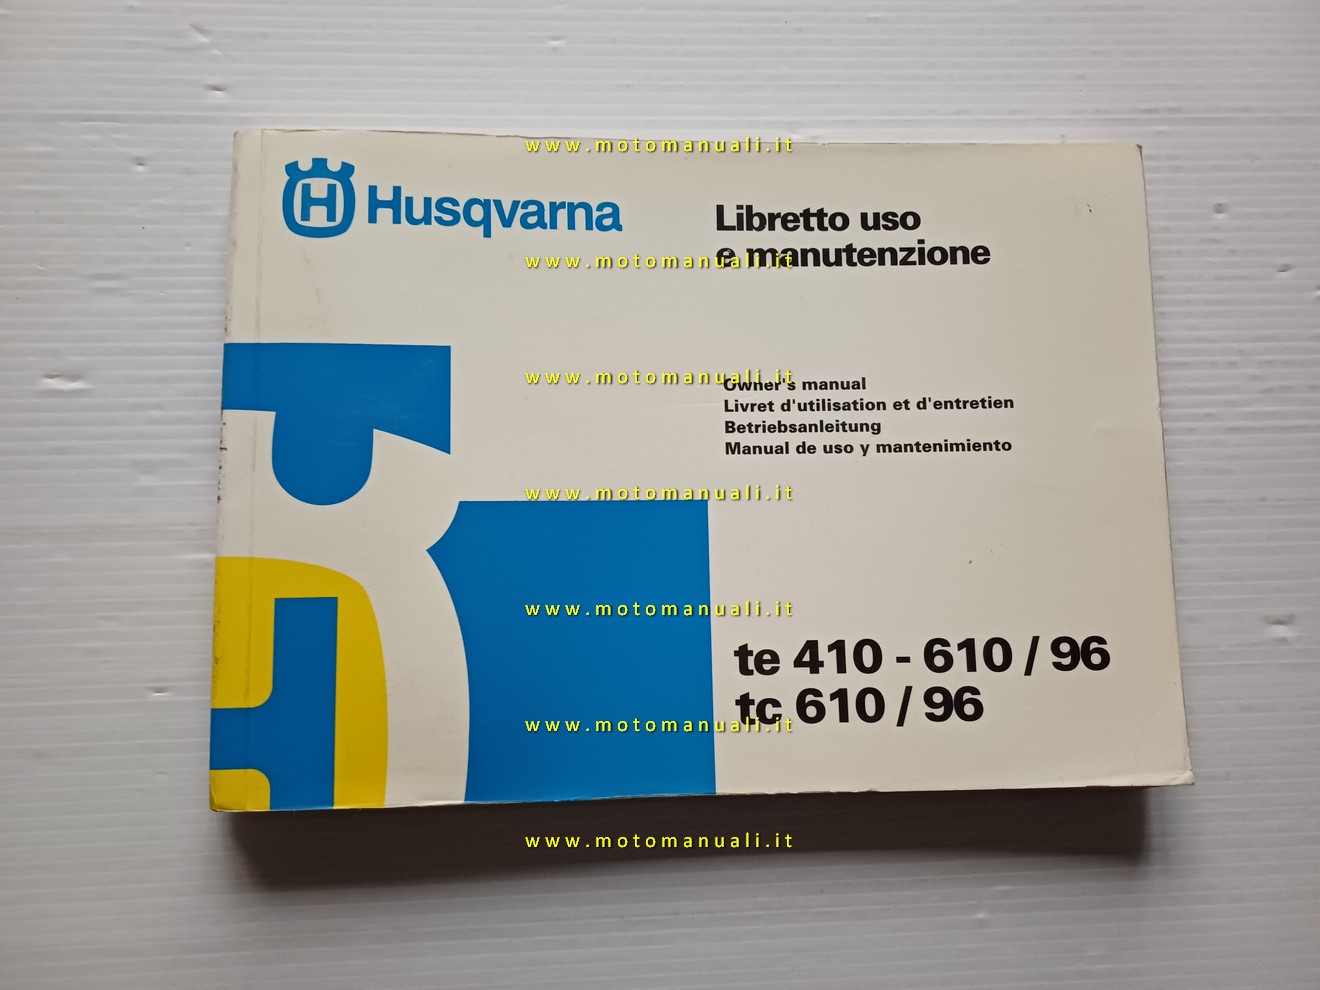 www.motomanuali.it
H Husqvarna
Libretto uso
e manutenzione
www.motomanuali.it
www.motomanuali.it
Owner's manual
Livret d'utilisation et d'entretien
Betriebsanleitung
Manual de uso y mantenimiento
www.motomanuali.it
www.motomanuali.it
te 410 - 610 / 96
tc 610 / 96
www.motomanuali.it
www.motomanuali.it